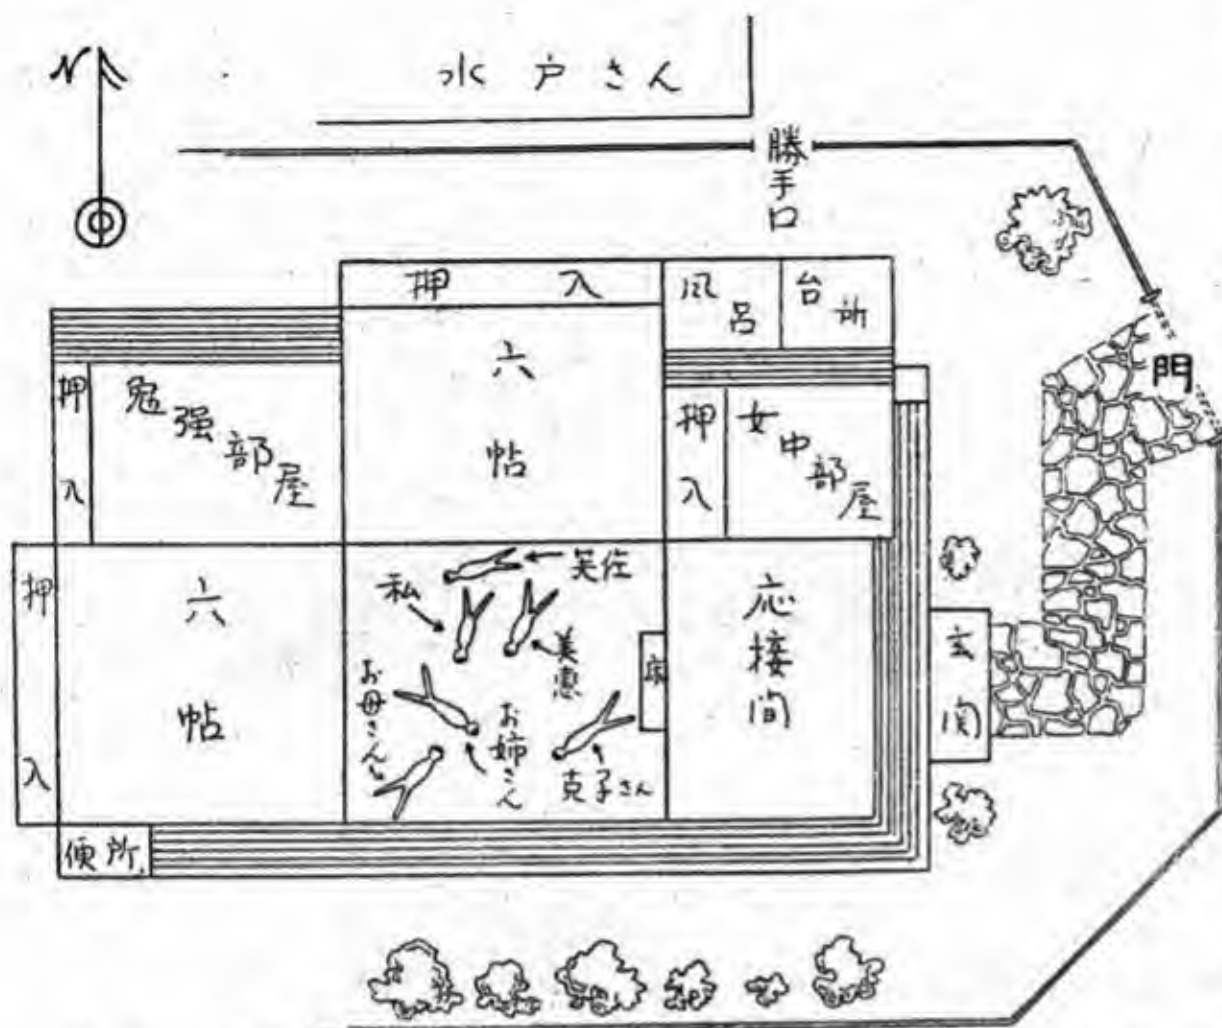 N
水戸さん
勝手口
押入
風呂
台所
門
六帖
押入
勉強部屋
押入
女中部屋
笑佐
私
美恵
押入
六帖
応接間
玄関
お母さん
お姉さん
克子さん
床
便所